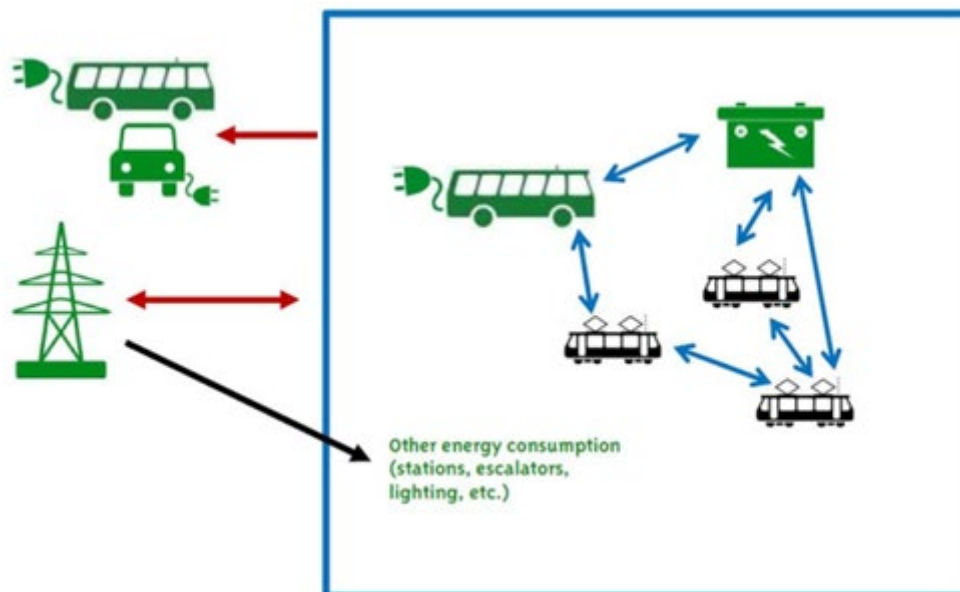 Other energy consumption
(stations, escalators,
lighting, etc.)